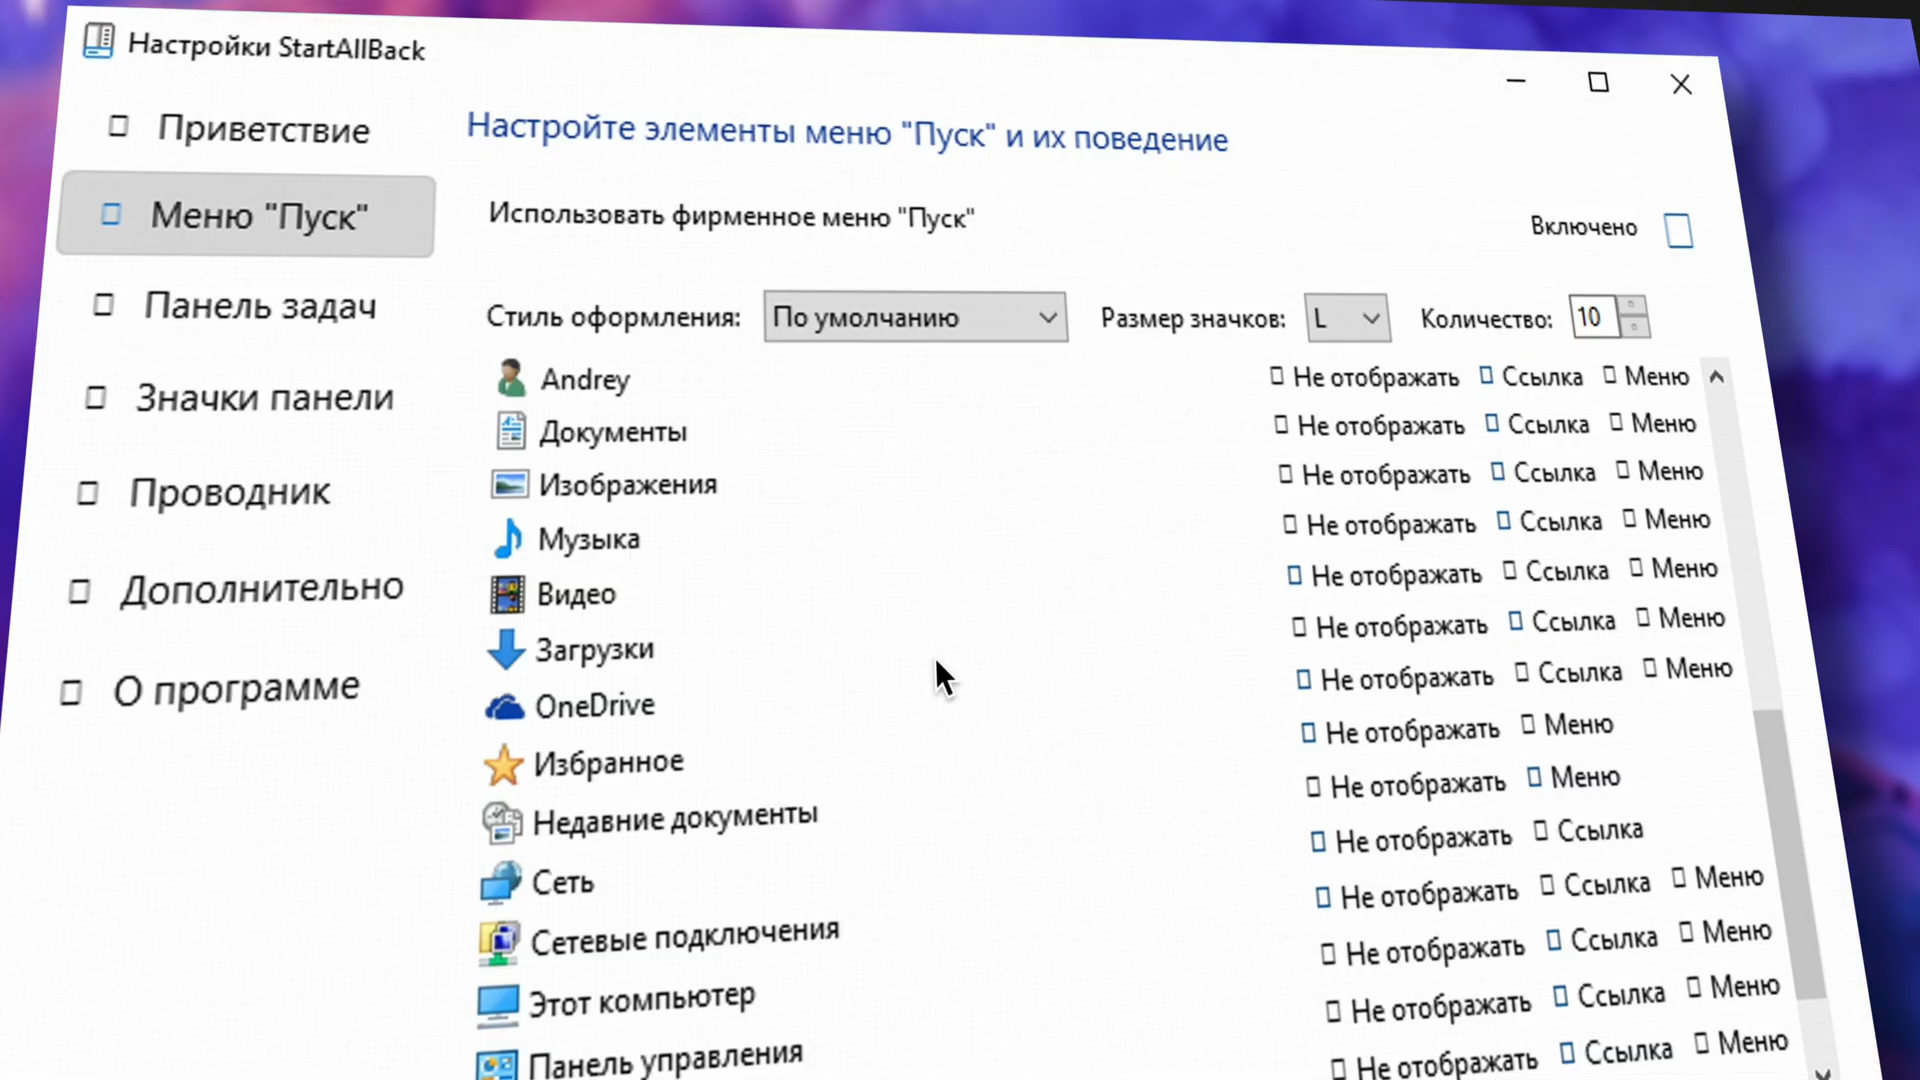 Настройки StartAllBack
Приветствие
Меню "Пуск"
Панель задач
Значки панели
Проводник
Дополнительно
О программе
Настройте элементы меню "Пуск" и их поведение
Использовать фирменное меню "Пуск"
Включено
Стиль оформления: По умолчанию Размер значков: L Количество: 10
Andrey Не отображать Ссылка Меню
Документы Не отображать Ссылка Меню
Изображения Не отображать Ссылка Меню
Музыка Не отображать Ссылка Меню
Видео Не отображать Ссылка Меню
Загрузки Не отображать Ссылка Меню
OneDrive Не отображать Ссылка Меню
Избранное Не отображать Меню
Недавние документы Не отображать Меню
Сеть Не отображать Ссылка
Сетевые подключения Не отображать Ссылка Меню
Этот компьютер Не отображать Ссылка Меню
Панель управления Не отображать Ссылка Меню
Не отображать Ссылка Меню